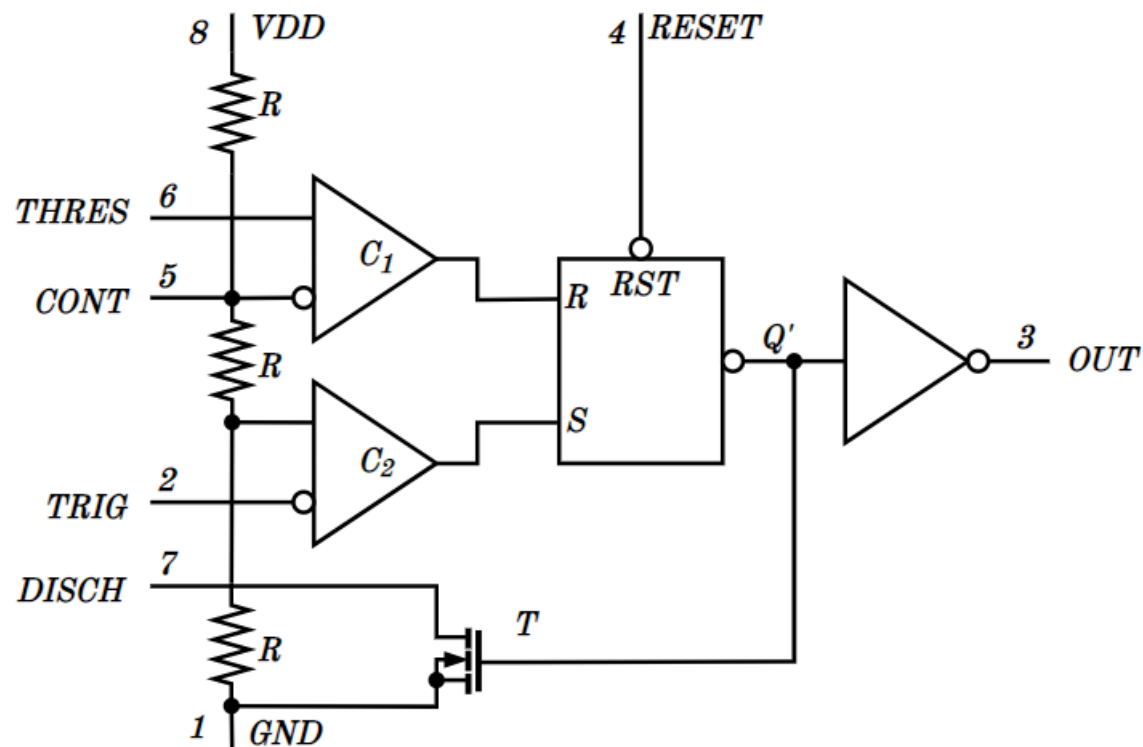 8 VDD
4 RESET
R
6
THRES
C1
5
CONT
RST
R
Q'
3
OUT
R
S
C2
2
TRIG
7
DISCH
T
R
1 GND